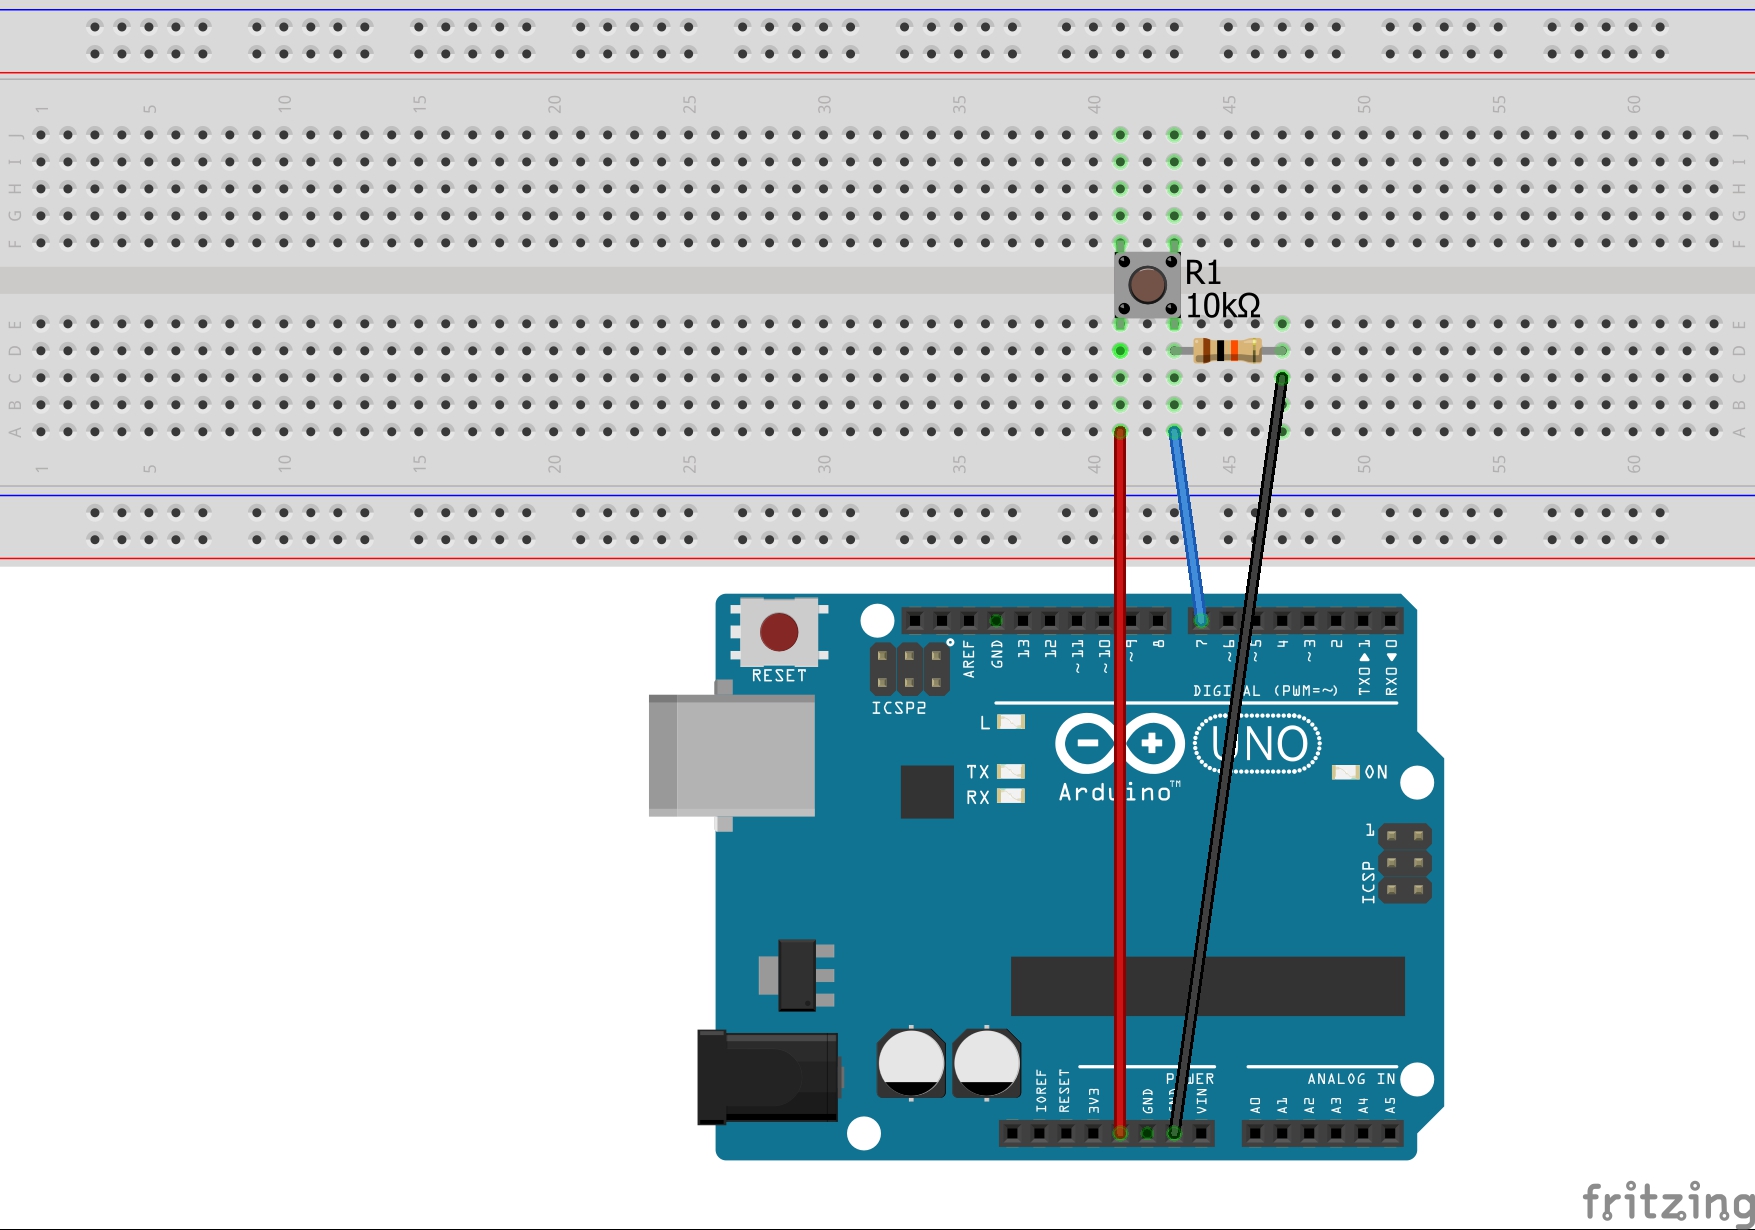 1 5 10 15 20 25 30 35 40 45 50 55 60
J J
I I
H H
G G
F F
R1
10kΩ
E E
D D
C C
B B
A A
1 5 10 15 20 25 30 35 40 45 50 55 60
AREF GND 13 12 ~11 ~10 ~9 8 7 ~6 ~5 4 ~3 2 TX0▶1 RX0◀0
RESET
ICSP2
DIGITAL (PWM=~)
L
UNO
TX
RX
ON
Arduino™
1
ICSP
POWER
ANALOG IN
IOREF RESET 3V3 GND GND VIN A0 A1 A2 A3 A4 A5
fritzing